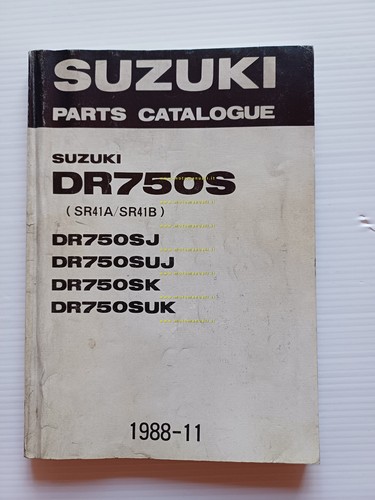 SUZUKI
PARTS CATALOGUE
SUZUKI
DR750S
(SR41A/SR41B)
DR750SJ
DR750SUJ
DR750SK
DR750SUK
1988-11